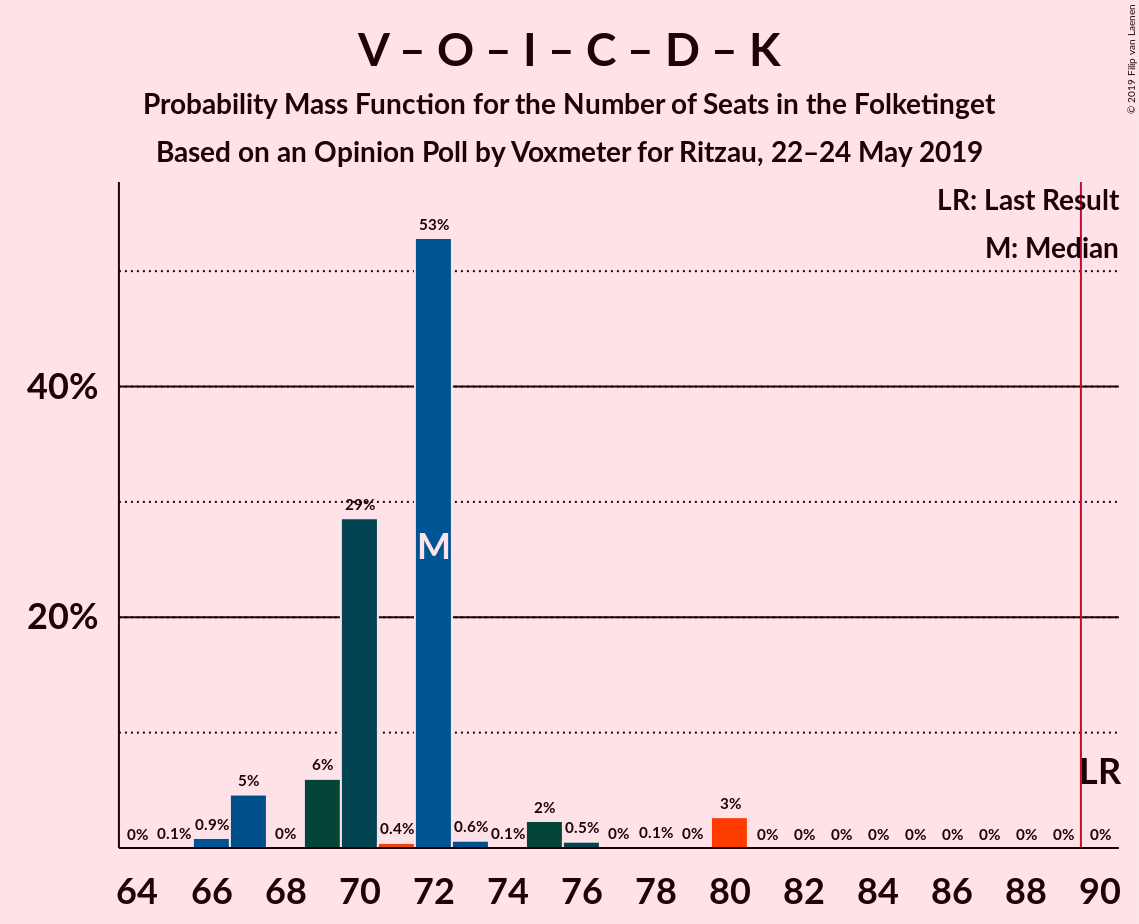 V – O – I – C – D – K
Probability Mass Function for the Number of Seats in the Folketinget
Based on an Opinion Poll by Voxmeter for Ritzau, 22–24 May 2019
© 2019 Filip van Laenen
LR: Last Result
M: Median
53%
40%
29%
M
20%
LR
0% 0.1% 0.9% 5% 0% 6% 0.4% 0.6% 0.1% 2% 0.5% 0% 0.1% 0% 3% 0% 0% 0% 0% 0% 0% 0% 0% 0% 0%
64 66 68 70 72 74 76 78 80 82 84 86 88 90